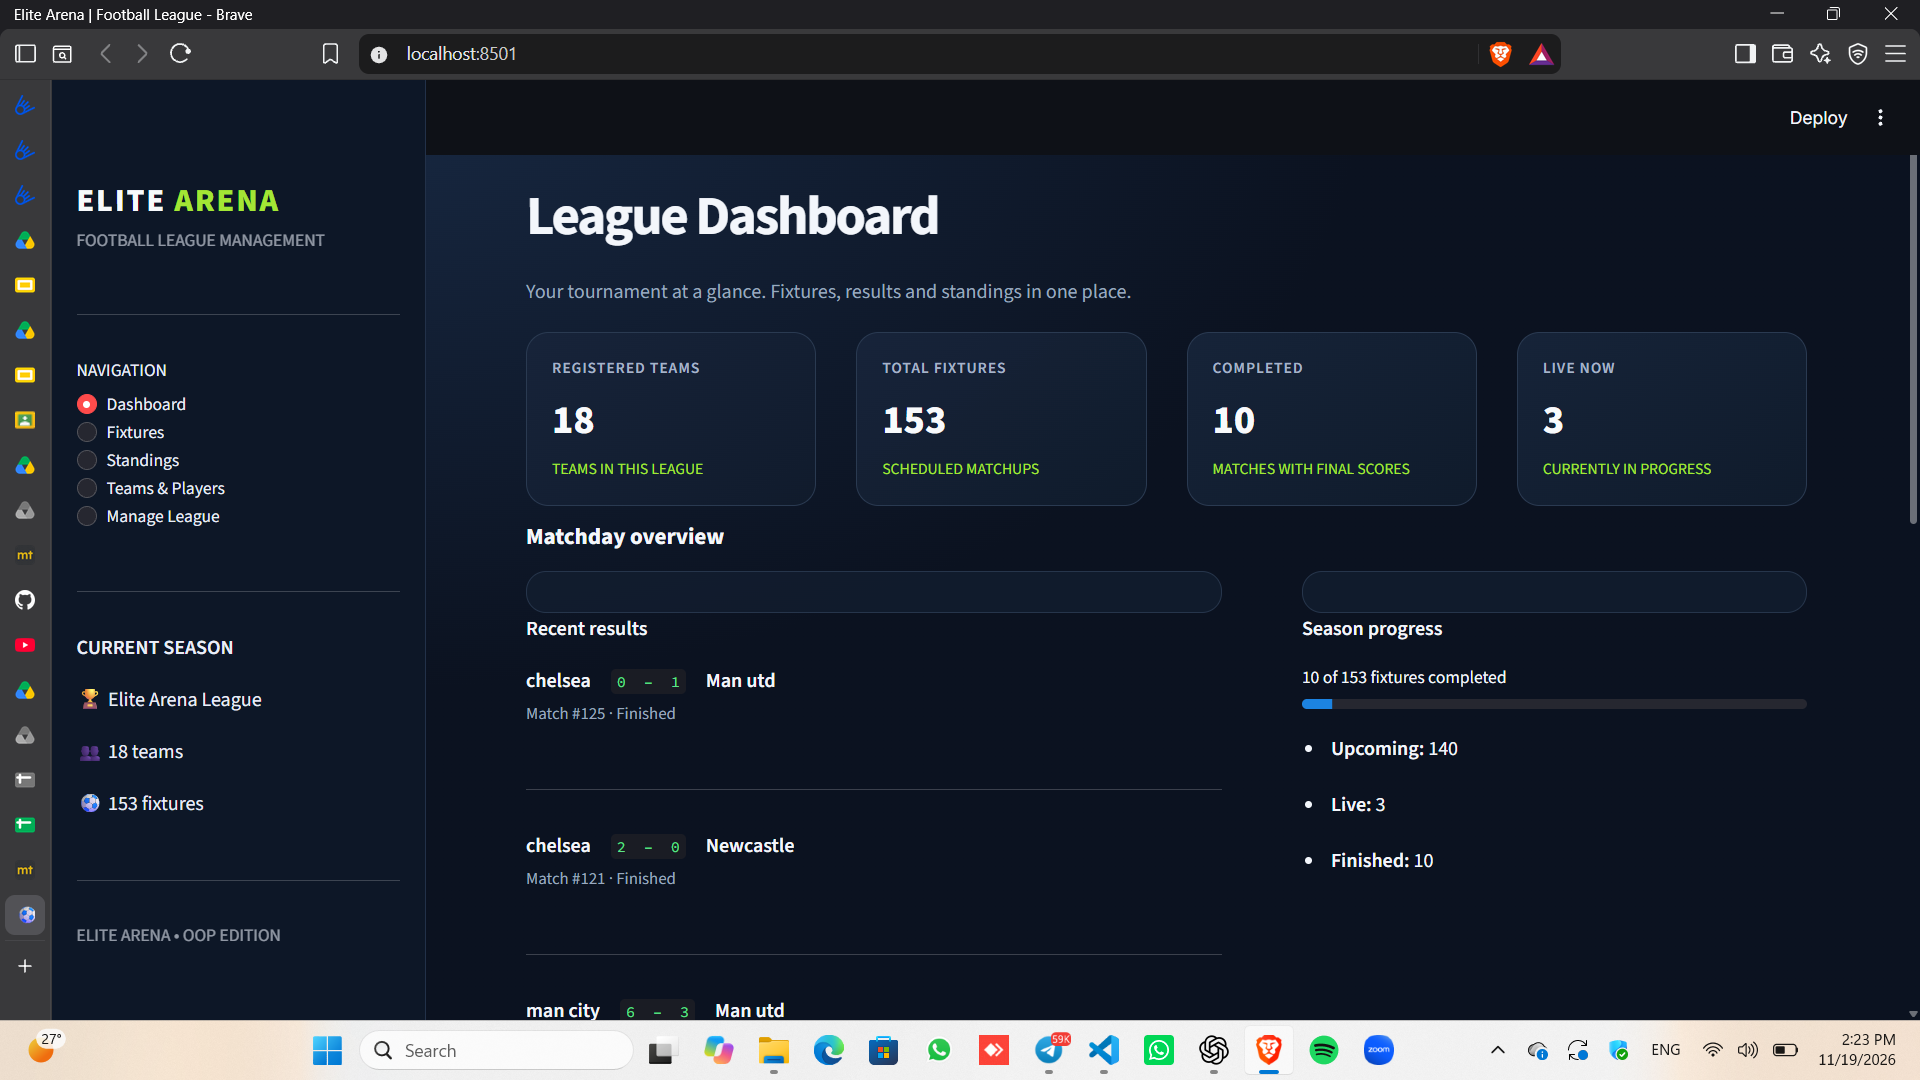 Elite Arena | Football League - Brave
localhost:8501
Deploy
ELITE ARENA
FOOTBALL LEAGUE MANAGEMENT
NAVIGATION
Dashboard
Fixtures
Standings
Teams & Players
Manage League
CURRENT SEASON
Elite Arena League
18 teams
153 fixtures
ELITE ARENA • OOP EDITION
League Dashboard
Your tournament at a glance. Fixtures, results and standings in one place.
REGISTERED TEAMS
18
TEAMS IN THIS LEAGUE
TOTAL FIXTURES
153
SCHEDULED MATCHUPS
COMPLETED
10
MATCHES WITH FINAL SCORES
LIVE NOW
3
CURRENTLY IN PROGRESS
Matchday overview
Recent results
chelsea 0 – 1 Man utd
Match #125 · Finished
chelsea 2 – 0 Newcastle
Match #121 · Finished
man city 6 – 3 Man utd
Season progress
10 of 153 fixtures completed
Upcoming: 140
Live: 3
Finished: 10
mt
mt
27°
Search
59K
zoom
ENG
2:23 PM
11/19/2026